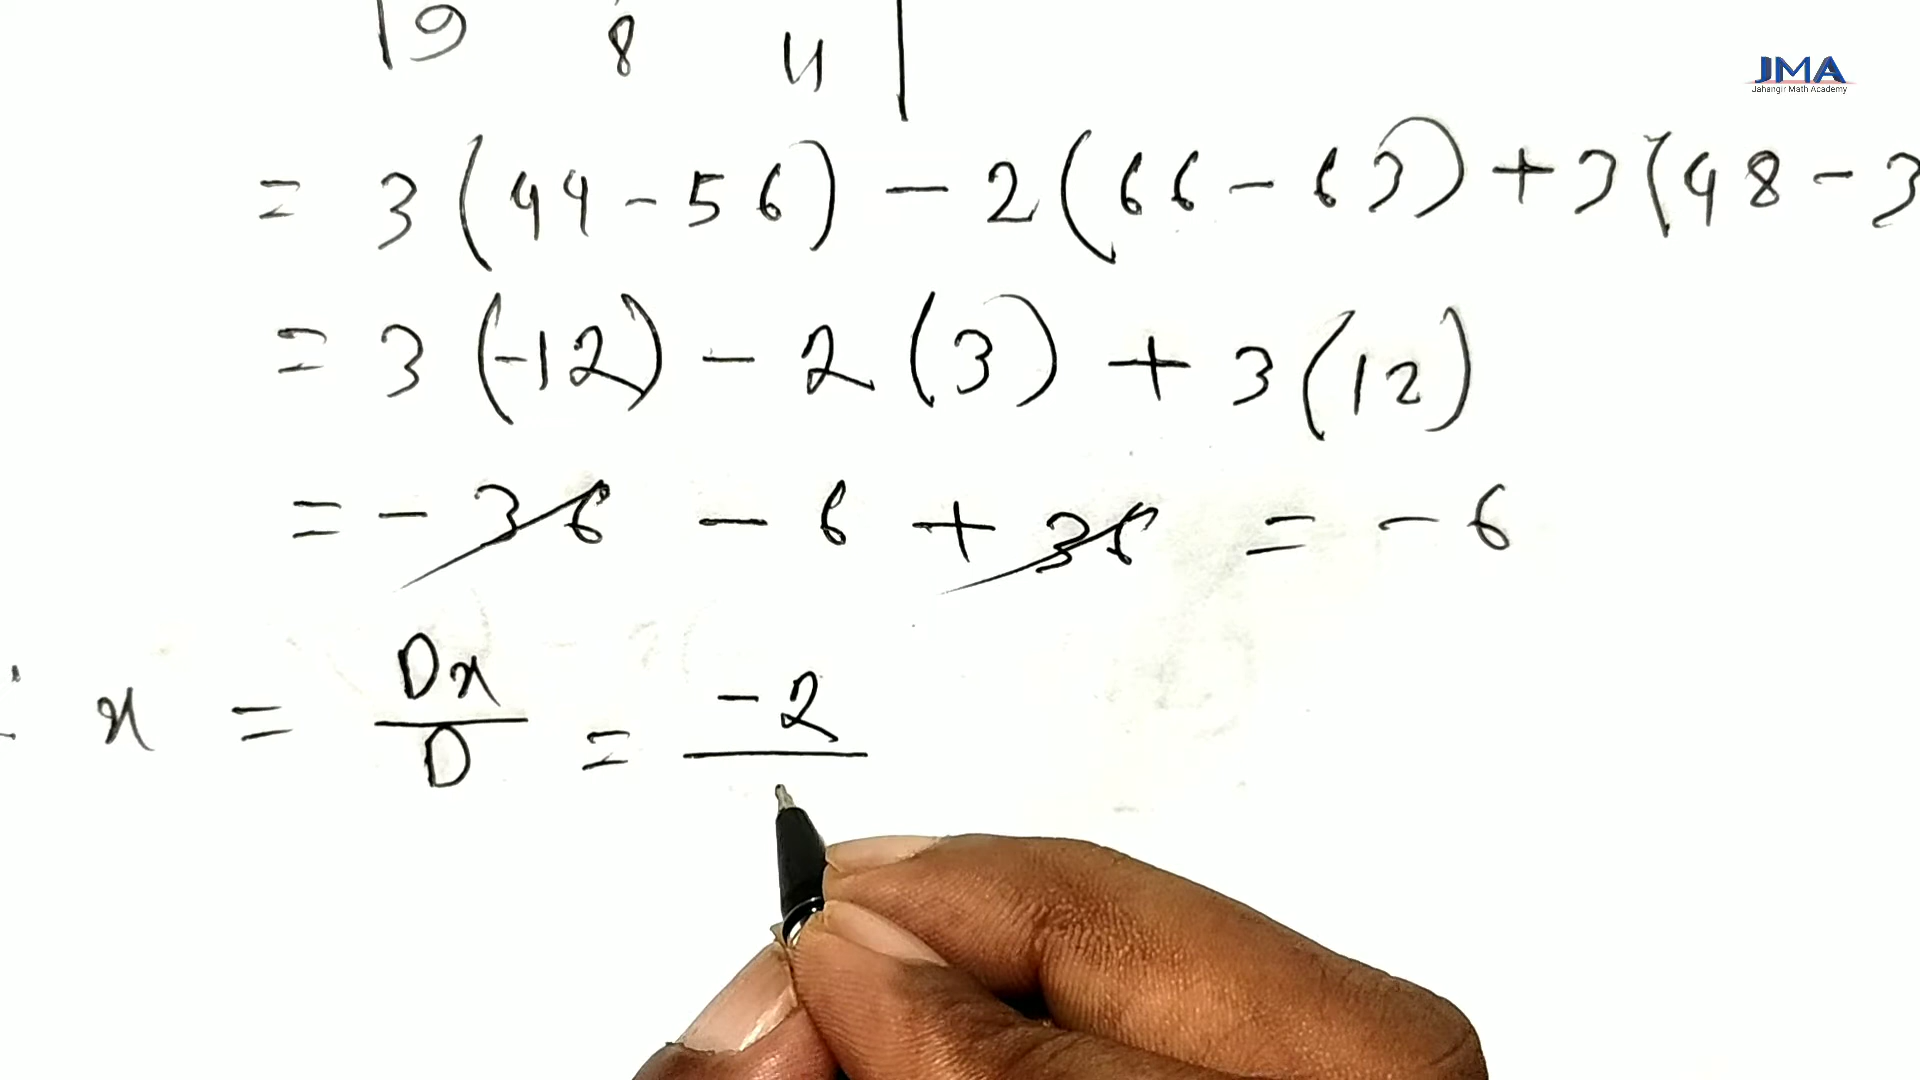 9 8 11
JMA
Jahangir Math Academy
= 3 (44 - 56) - 2 (66 - 63) + 3 (48 - 3
= 3 (-12) - 2 (3) + 3 (12)
= - 36 - 6 + 36 = - 6
∴ x = Dx/D = -2/